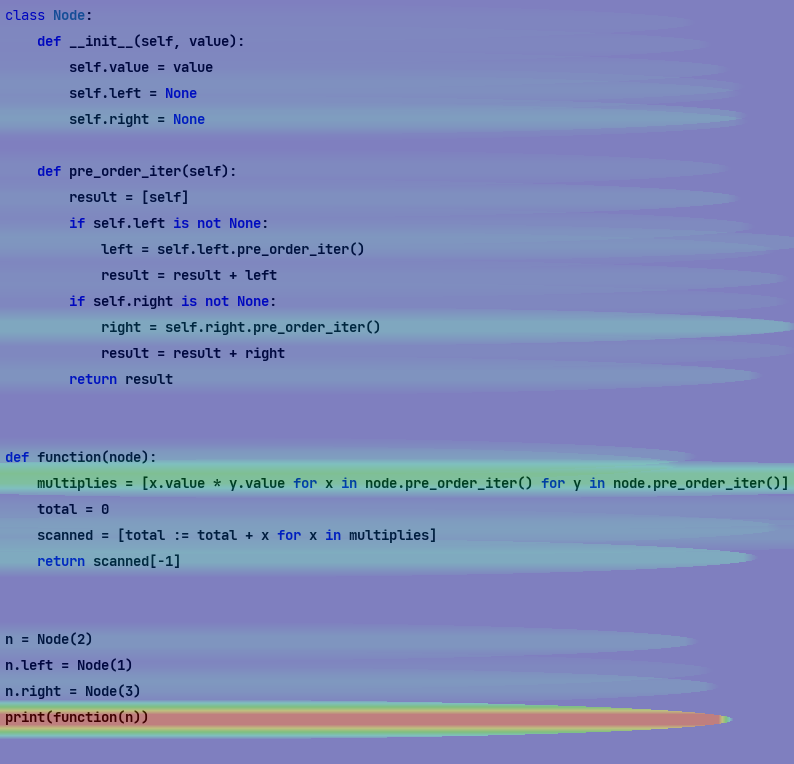 class Node:
    def __init__(self, value):
        self.value = value
        self.left = None
        self.right = None

    def pre_order_iter(self):
        result = [self]
        if self.left is not None:
            left = self.left.pre_order_iter()
            result = result + left
        if self.right is not None:
            right = self.right.pre_order_iter()
            result = result + right
        return result


def function(node):
    multiplies = [x.value * y.value for x in node.pre_order_iter() for y in node.pre_order_iter()]
    total = 0
    scanned = [total := total + x for x in multiplies]
    return scanned[-1]


n = Node(2)
n.left = Node(1)
n.right = Node(3)
print(function(n))